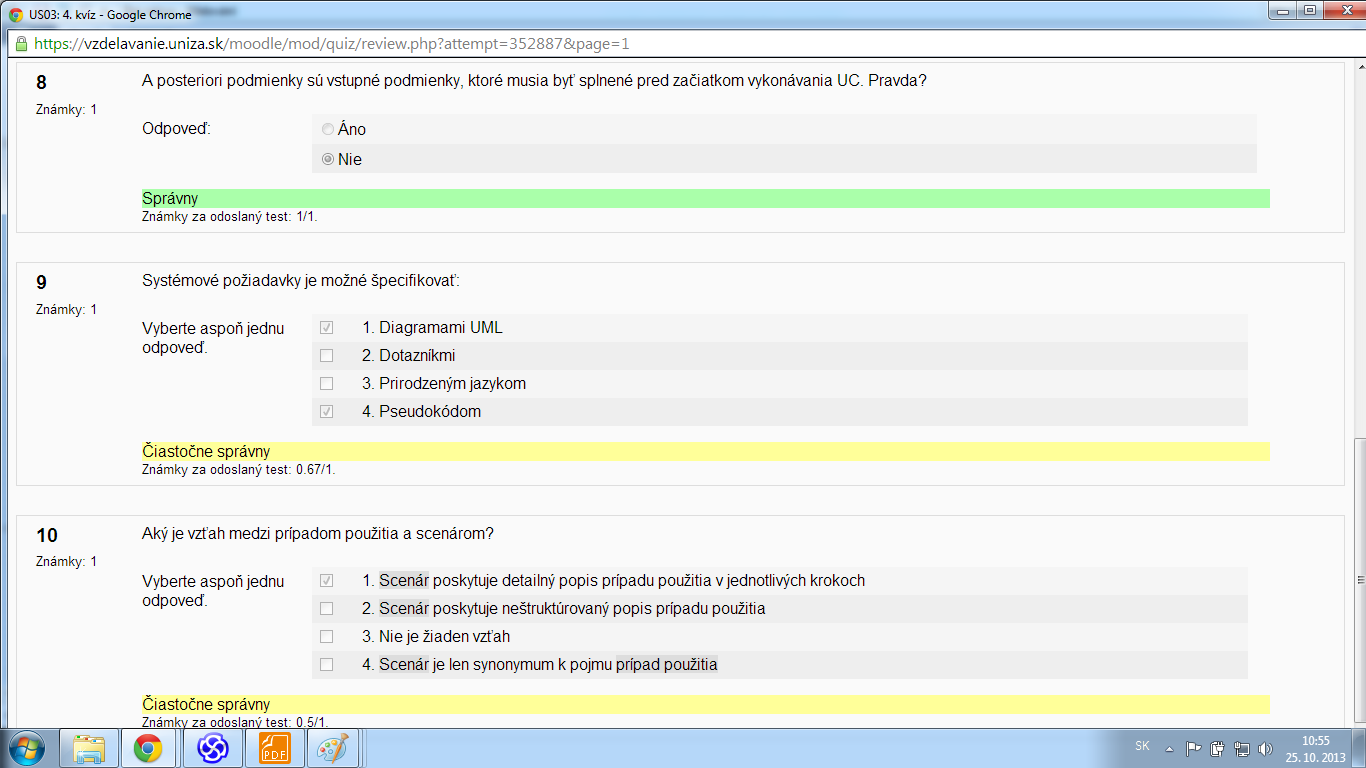 US03: 4. kvíz - Google Chrome
https://vzdelavanie.uniza.sk/moodle/mod/quiz/review.php?attempt=352887&page=1
8
A posteriori podmienky sú vstupné podmienky, ktoré musia byť splnené pred začiatkom vykonávania UC. Pravda?
Známky: 1
Odpoveď:
Áno
Nie
Správny
Známky za odoslaný test: 1/1.
9
Systémové požiadavky je možné špecifikovať:
Známky: 1
Vyberte aspoň jednu
odpoveď.
1. Diagramami UML
2. Dotazníkmi
3. Prirodzeným jazykom
4. Pseudokódom
Čiastočne správny
Známky za odoslaný test: 0.67/1.
10
Aký je vzťah medzi prípadom použitia a scenárom?
Známky: 1
Vyberte aspoň jednu
odpoveď.
1. Scenár poskytuje detailný popis prípadu použitia v jednotlivých krokoch
2. Scenár poskytuje neštruktúrovaný popis prípadu použitia
3. Nie je žiaden vzťah
4. Scenár je len synonymum k pojmu prípad použitia
Čiastočne správny
Známky za odoslaný test: 0.5/1.
PDF
SK
10:55
25. 10. 2013